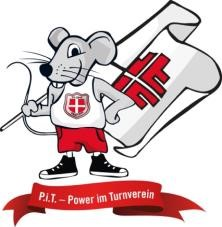 P.i.T. – Power im Turnverein